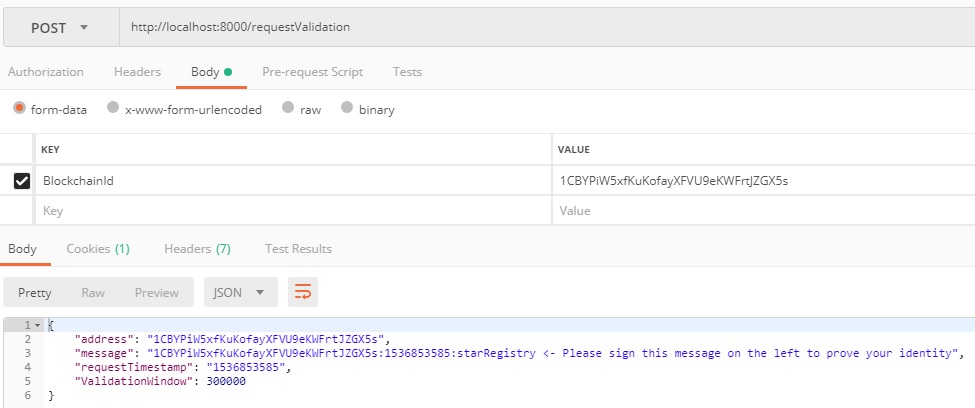 POST http://localhost:8000/requestValidation
Authorization Headers Body Pre-request Script Tests
form-data x-www-form-urlencoded raw binary
KEY VALUE
BlockchainId 1CBYPiW5xfKuKofayXFVU9eKWFrtJZGX5s
Key Value
Body Cookies (1) Headers (7) Test Results
Pretty Raw Preview JSON
1 {
2 "address": "1CBYPiW5xfKuKofayXFVU9eKWFrtJZGX5s",
3 "message": "1CBYPiW5xfKuKofayXFVU9eKWFrtJZGX5s:1536853585:starRegistry <- Please sign this message on the left to prove your identity",
4 "requestTimestamp": "1536853585",
5 "ValidationWindow": 300000
6 }